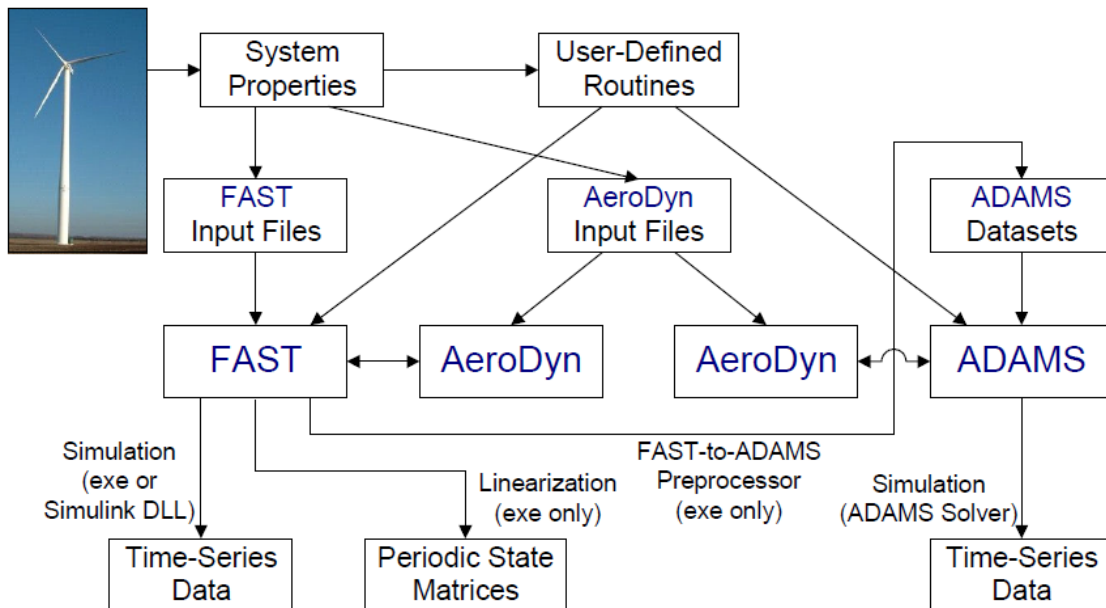 System
Properties
User-Defined
Routines
FAST
Input Files
AeroDyn
Input Files
ADAMS
Datasets
FAST
AeroDyn
AeroDyn
ADAMS
Simulation
(exe or
Simulink DLL)
Linearization
(exe only)
FAST-to-ADAMS
Preprocessor
(exe only)
Simulation
(ADAMS Solver)
Time-Series
Data
Periodic State
Matrices
Time-Series
Data